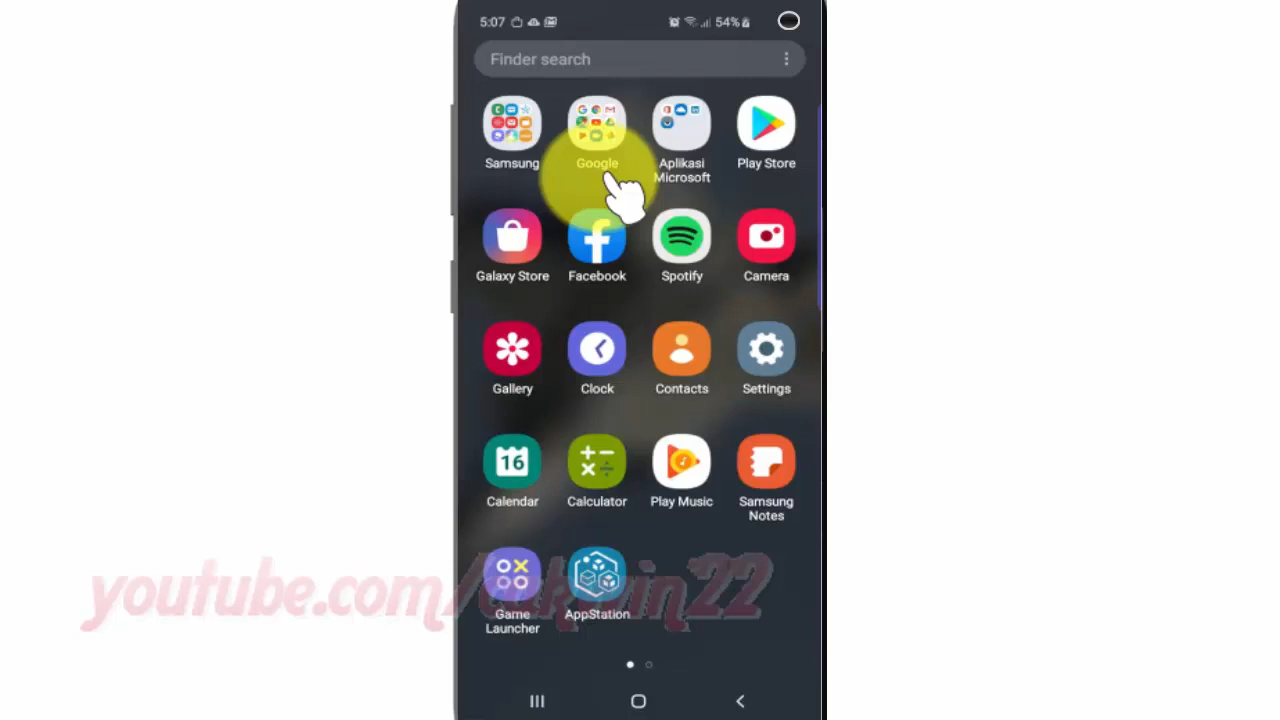 5:07
54%
Finder search
Samsung
Google
Aplikasi Microsoft
Play Store
Galaxy Store
Facebook
Spotify
Camera
Gallery
Clock
Contacts
Settings
16
Calendar
Calculator
Play Music
Samsung Notes
Game Launcher
AppStation
youtube.com/